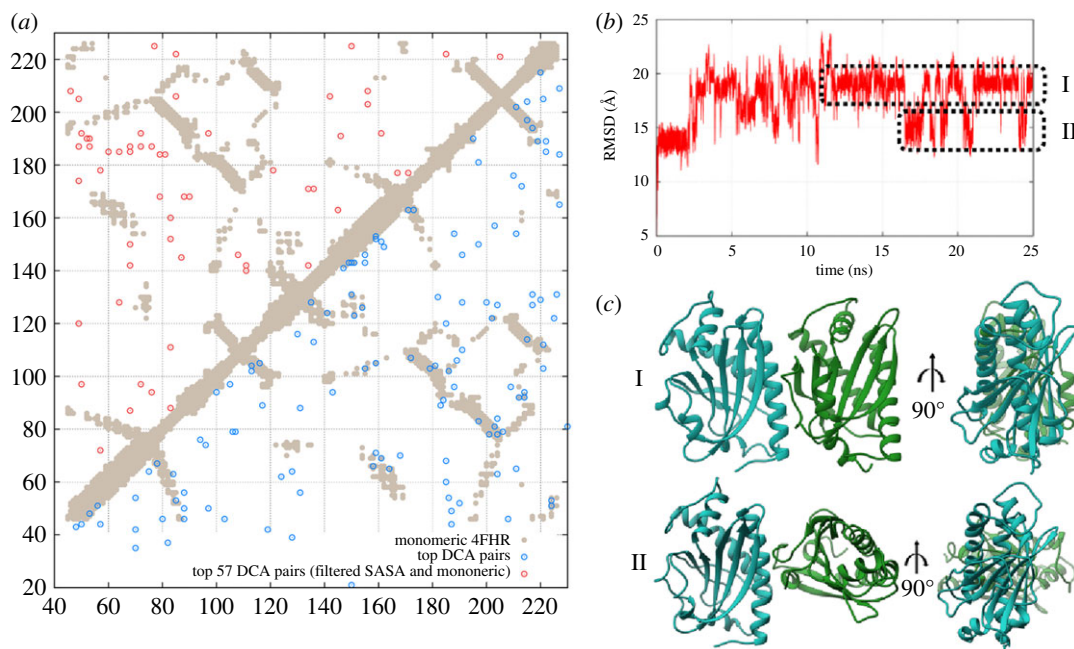 (a)
220
200
180
160
140
120
100
80
60
40
20
monomeric 4FHR
top DCA pairs
top 57 DCA pairs (filtered SASA and mononeric)
40 60 80 100 120 140 160 180 200 220
(b)
25
20
15
10
5
RMSD (Å)
I
II
0 5 10 15 20 25
time (ns)
(c)
I
90°
II
90°